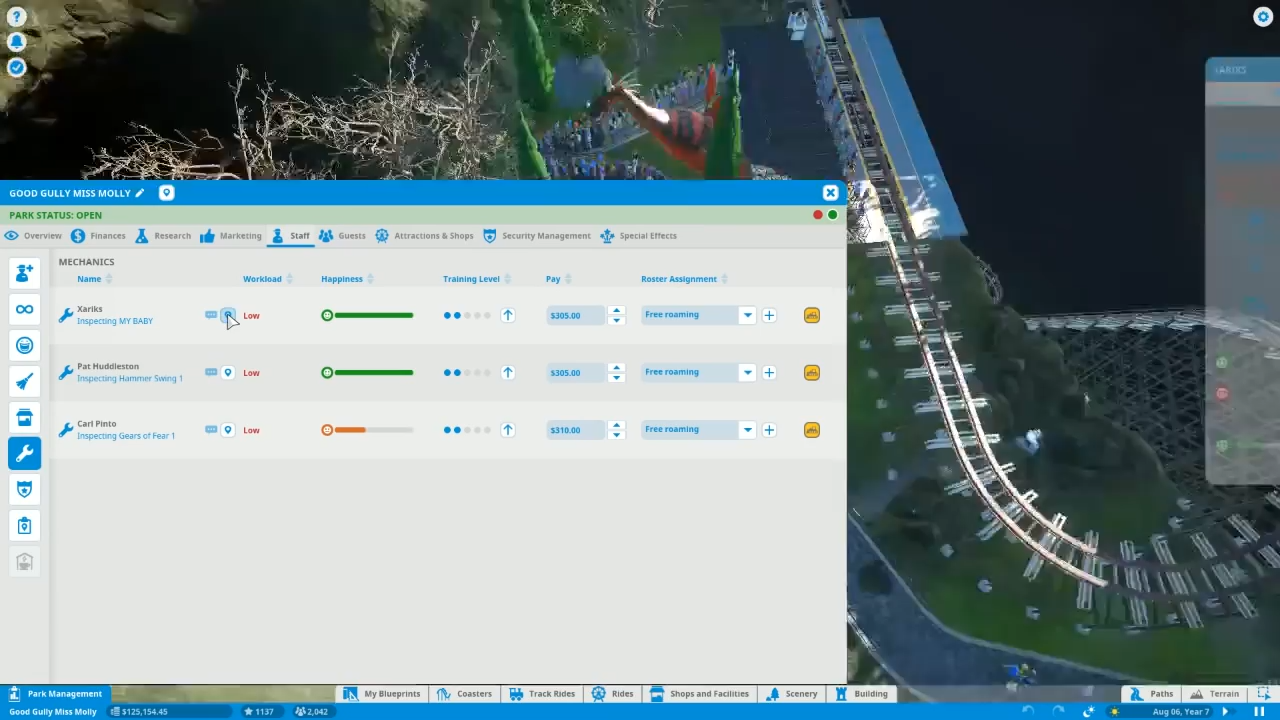 XARIKS
GOOD GULLY MISS MOLLY
PARK STATUS: OPEN
Overview Finances Research Marketing Staff Guests Attractions & Shops Security Management Special Effects
MECHANICS
Name Workload Happiness Training Level Pay Roster Assignment
Xariks
Inspecting MY BABY
Low $305.00 Free roaming
Pat Huddleston
Inspecting Hammer Swing 1
Low $305.00 Free roaming
Carl Pinto
Inspecting Gears of Fear 1
Low $310.00 Free roaming
Park Management My Blueprints Coasters Track Rides Rides Shops and Facilities Scenery Building Paths Terrain
Good Gully Miss Molly $125,154.45 1137 2,042 Aug 06, Year 7